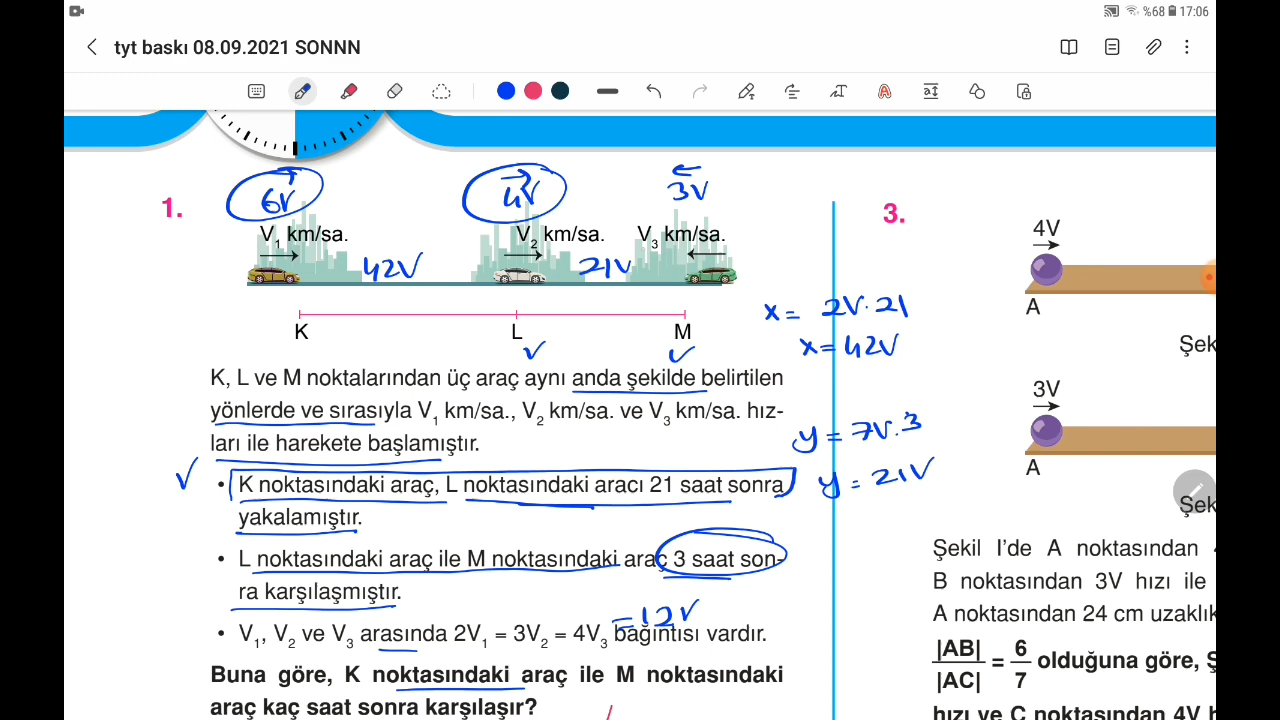 %68 17:06
tyt baskı 08.09.2021 SONNN
1.
6V 4V 3V
V1 km/sa. V2 km/sa. V3 km/sa.
42V 21V
K L M
K, L ve M noktalarından üç araç aynı anda şekilde belirtilen
yönlerde ve sırasıyla V1 km/sa., V2 km/sa. ve V3 km/sa. hız-
ları ile harekete başlamıştır.
• K noktasındaki araç, L noktasındaki aracı 21 saat sonra
yakalamıştır.
• L noktasındaki araç ile M noktasındaki araç 3 saat son-
ra karşılaşmıştır.
=12V
• V1, V2 ve V3 arasında 2V1 = 3V2 = 4V3 bağıntısı vardır.
Buna göre, K noktasındaki araç ile M noktasındaki
araç kaç saat sonra karşılaşır?
x = 2V.21
x = 42V
y = 7V.3
y = 21V
3.
4V
A
Şek
3V
A
Şek
Şekil I'de A noktasından
B noktasından 3V hızı ile
A noktasından 24 cm uzaklık
|AB| / |AC| = 6 / 7 olduğuna göre, Ş
hızı ve C noktasından 4V h